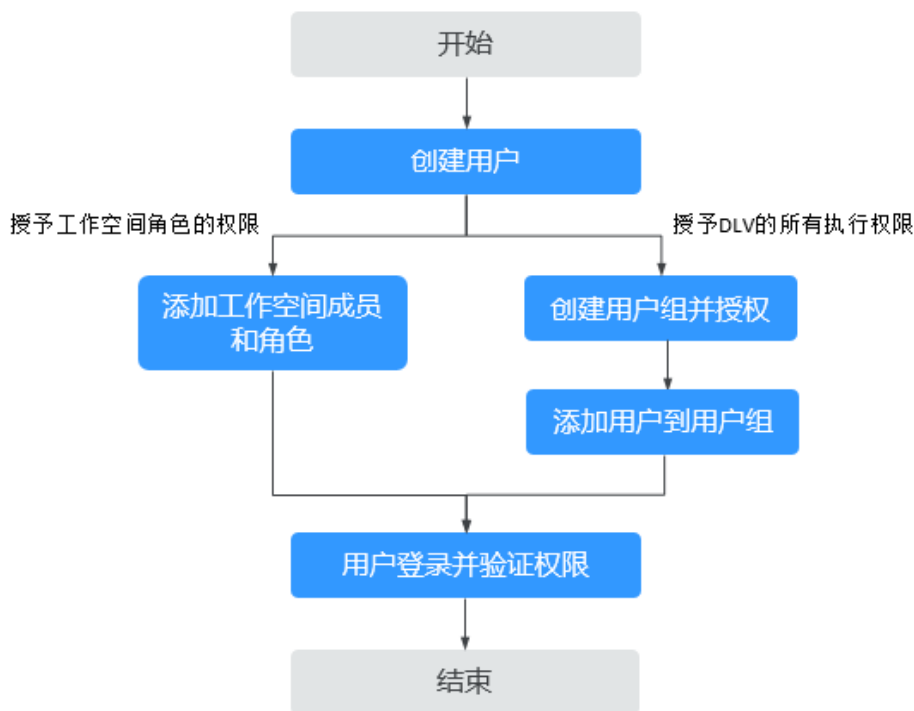 开始
创建用户
授予工作空间角色的权限
授予DLV的所有执行权限
添加工作空间成员
和角色
创建用户组并授权
添加用户到用户组
用户登录并验证权限
结束